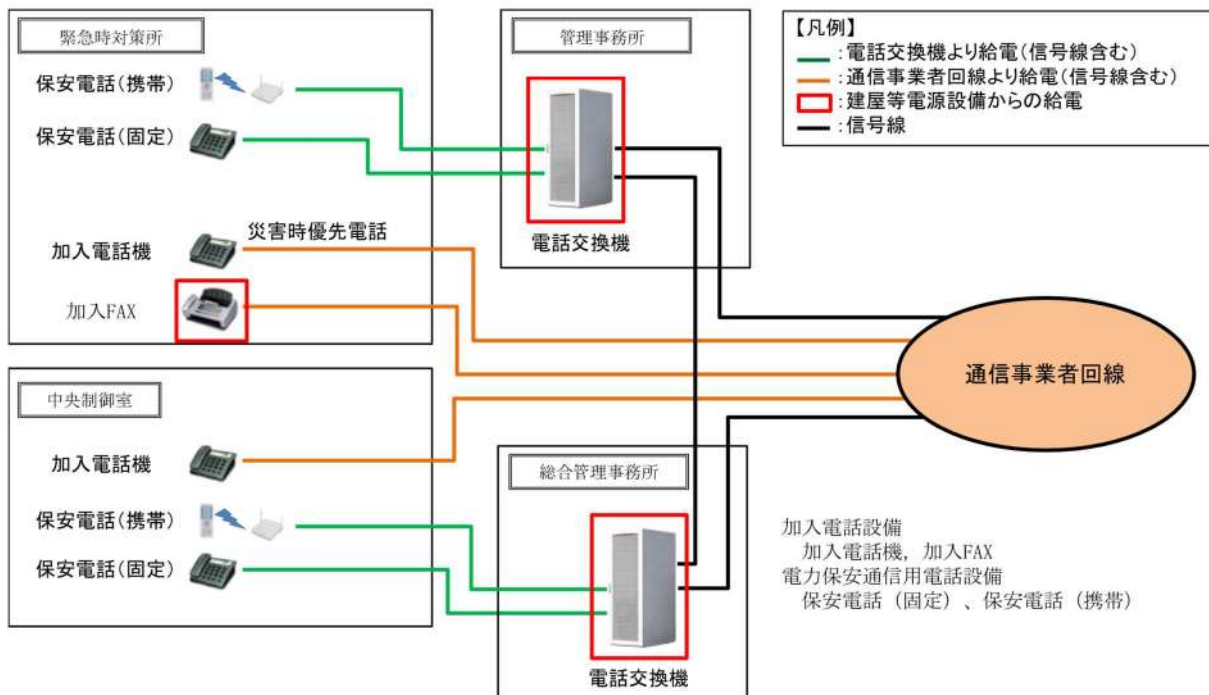 緊急時対策所
保安電話(携帯)
保安電話(固定)
加入電話機
災害時優先電話
加入FAX
管理事務所
電話交換機
【凡例】
:電話交換機より給電(信号線含む)
:通信事業者回線より給電(信号線含む)
:建屋等電源設備からの給電
:信号線
通信事業者回線
中央制御室
加入電話機
保安電話(携帯)
保安電話(固定)
総合管理事務所
電話交換機
加入電話設備
加入電話機，加入FAX
電力保安通信用電話設備
保安電話（固定）、保安電話（携帯）